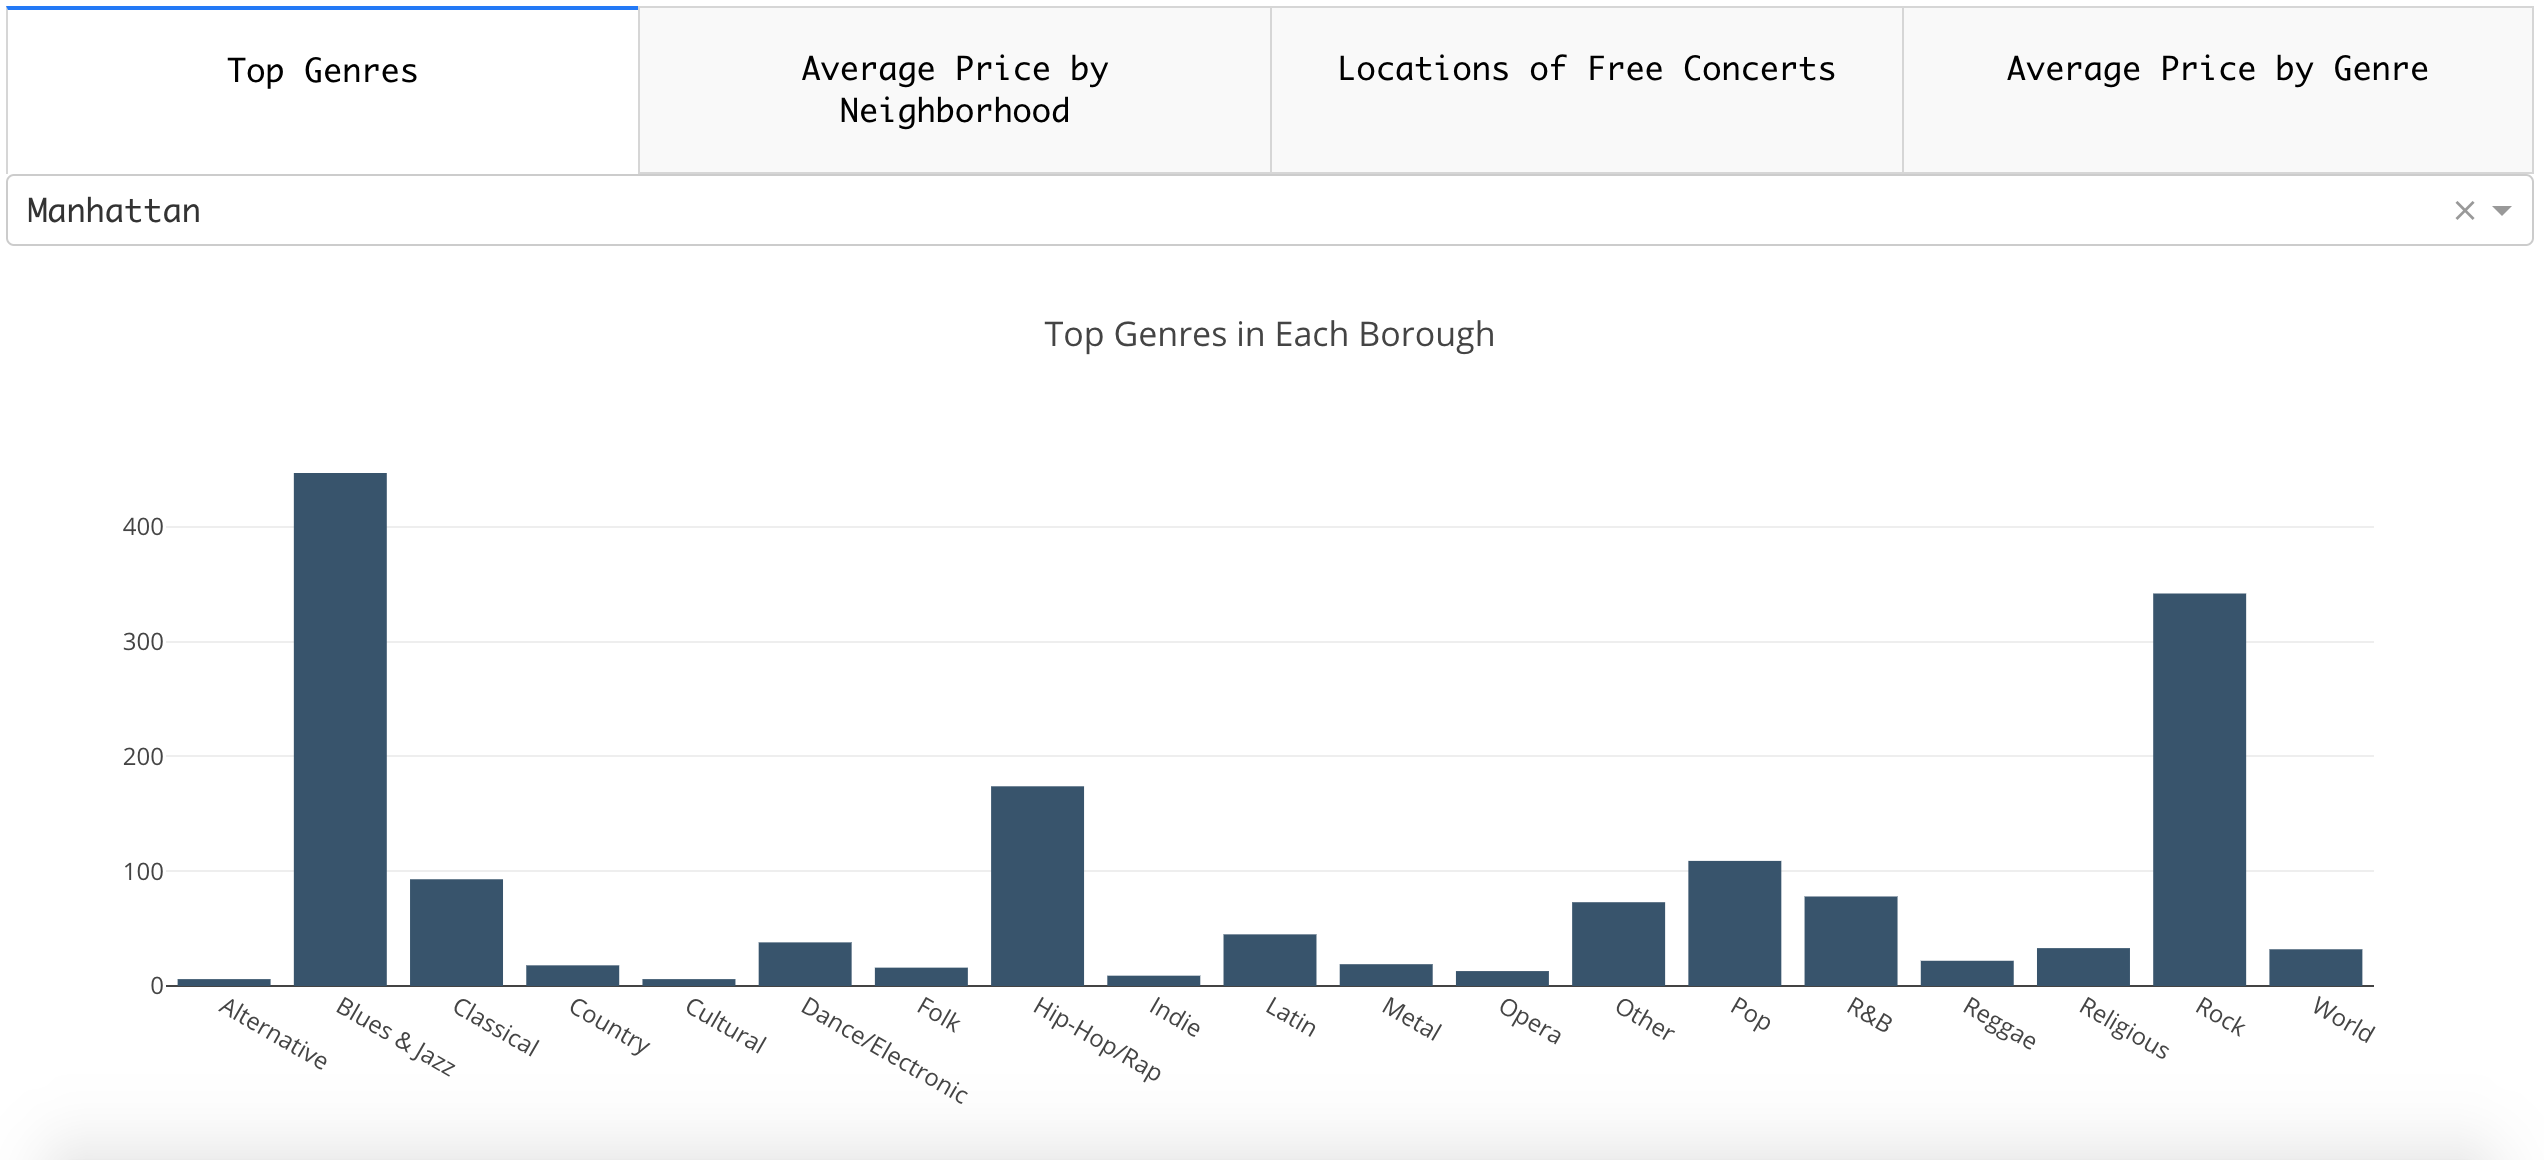 Top Genres
Average Price by
Neighborhood
Locations of Free Concerts
Average Price by Genre
Manhattan
Top Genres in Each Borough
400
300
200
100
0
Alternative
Blues & Jazz
Classical
Country
Cultural
Dance/Electronic
Folk
Hip-Hop/Rap
Indie
Latin
Metal
Opera
Other
Pop
R&B
Reggae
Religious
Rock
World